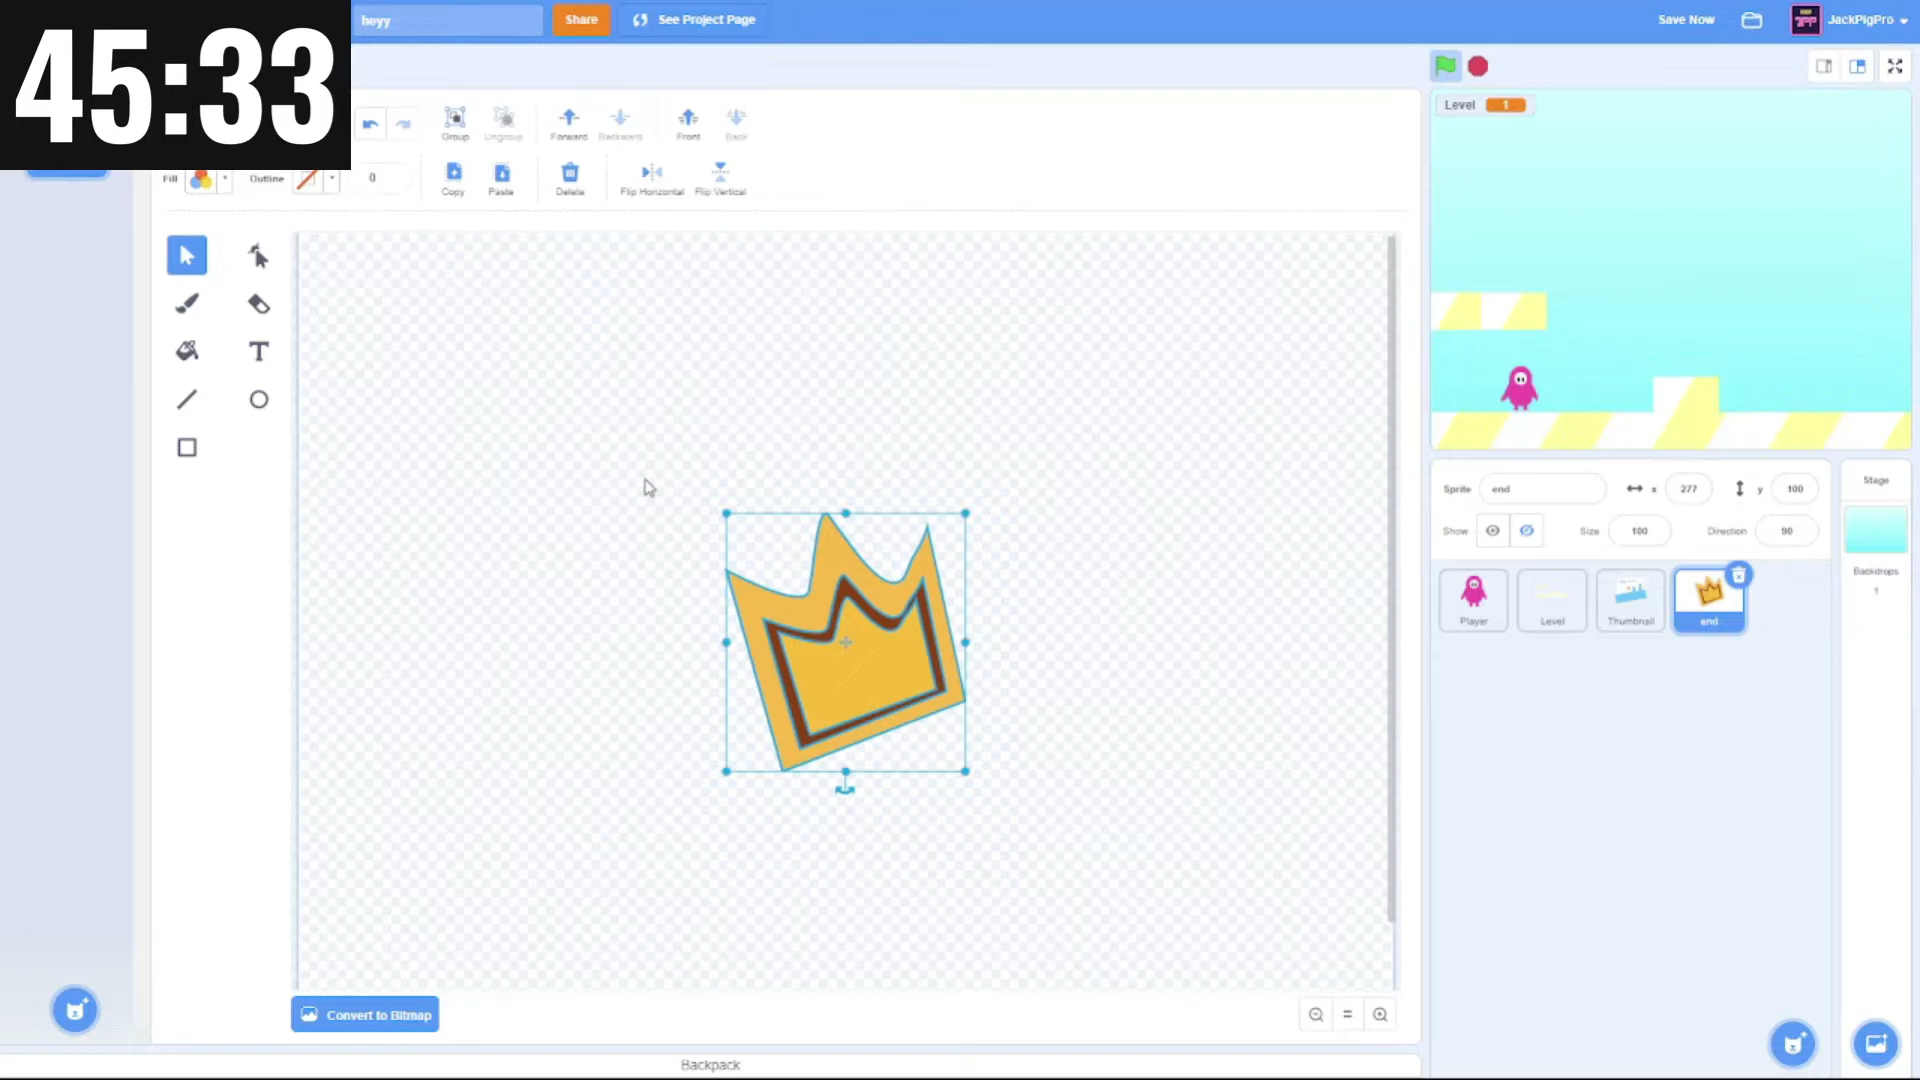 45:33
heyy
Share
See Project Page
Save Now
JackPigPro
Group
Ungroup
Forward
Backwards
Front
Back
Fill
Outline
0
Copy
Paste
Delete
Flip Horizontal
Flip Vertical
T
Convert to Bitmap
=
Backpack
Level 1
Sprite end x 277 y 100
Show Size 100 Direction 90
Player
Level
Thumbnail
end
Stage
Backdrops
1